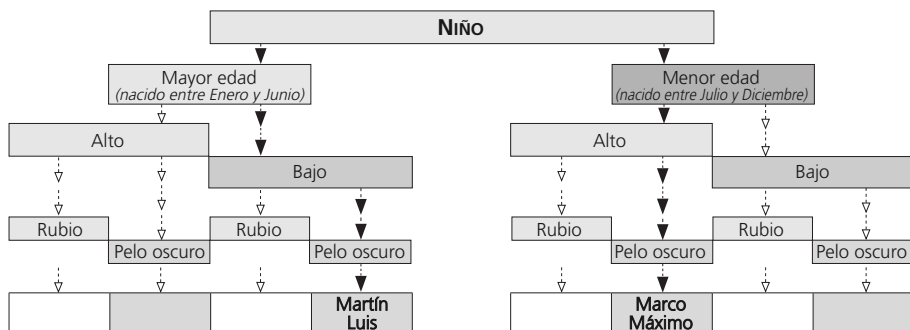 NIÑO
Mayor edad
(nacido entre Enero y Junio)
Menor edad
(nacido entre Julio y Diciembre)
Alto
Bajo
Alto
Bajo
Rubio
Pelo oscuro
Rubio
Pelo oscuro
Rubio
Pelo oscuro
Rubio
Pelo oscuro
Martín
Luis
Marco
Máximo